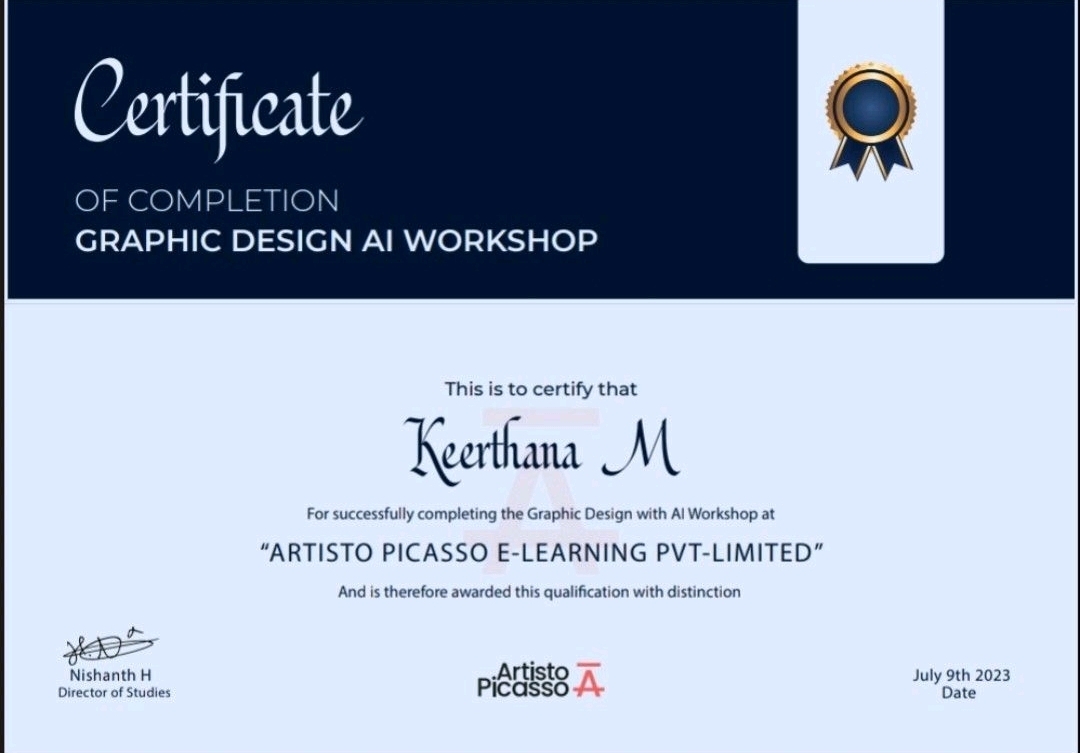 Certificate
OF COMPLETION
GRAPHIC DESIGN AI WORKSHOP
This is to certify that
Keerthana M
For successfully completing the Graphic Design with AI Workshop at
“ARTISTO PICASSO E-LEARNING PVT-LIMITED”
And is therefore awarded this qualification with distinction
Nishanth H
Director of Studies
Artisto
Picasso
July 9th 2023
Date